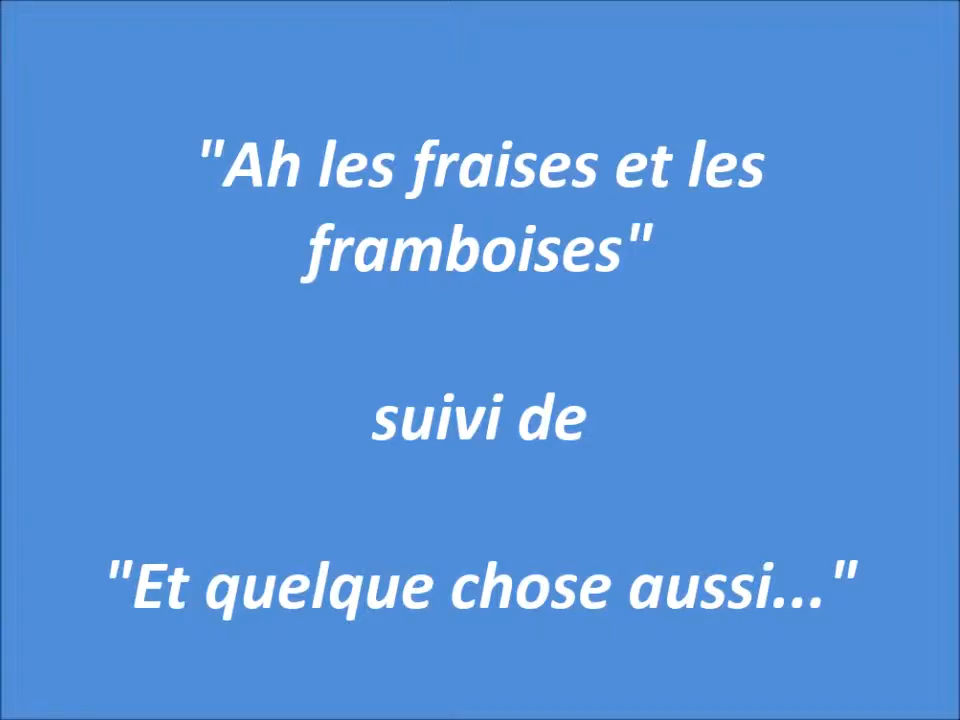 "Ah les fraises et les
framboises"
suivi de
"Et quelque chose aussi..."